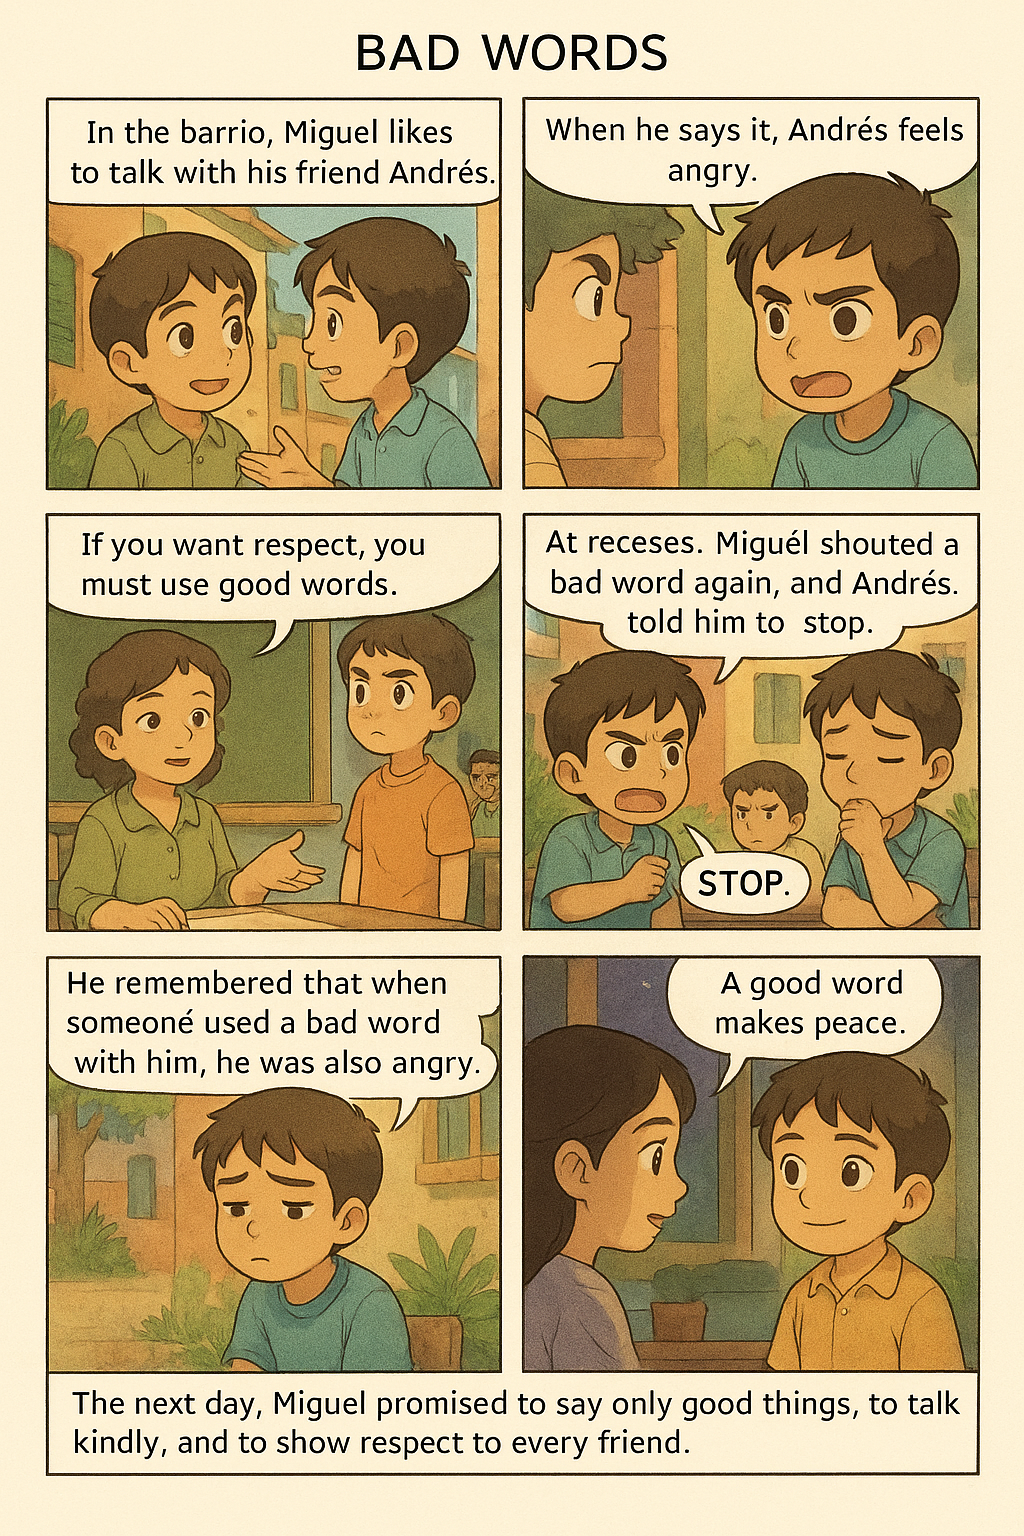 BAD WORDS
In the barrio, Miguel likes
to talk with his friend Andrés.
When he says it, Andrés feels
angry.
If you want respect, you
must use good words.
At receses. Miguél shouted a
bad word again, and Andrés.
told him to stop.
STOP.
He remembered that when
someoné used a bad word
with him, he was also angry.
A good word
makes peace.
The next day, Miguel promised to say only good things, to talk
kindly, and to show respect to every friend.